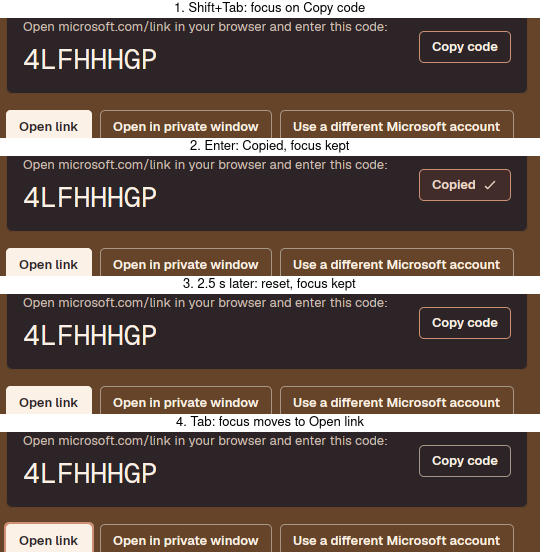 1. Shift+Tab: focus on Copy code
Open microsoft.com/link in your browser and enter this code:
4LFHHHGP
Copy code
Open link
Open in private window
Use a different Microsoft account
2. Enter: Copied, focus kept
Open microsoft.com/link in your browser and enter this code:
4LFHHHGP
Copied ✓
Open link
Open in private window
Use a different Microsoft account
3. 2.5 s later: reset, focus kept
Open microsoft.com/link in your browser and enter this code:
4LFHHHGP
Copy code
Open link
Open in private window
Use a different Microsoft account
4. Tab: focus moves to Open link
Open microsoft.com/link in your browser and enter this code:
4LFHHHGP
Copy code
Open link
Open in private window
Use a different Microsoft account